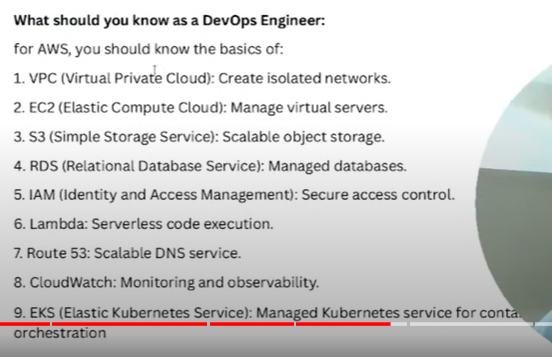 What should you know as a DevOps Engineer:
for AWS, you should know the basics of:
1. VPC (Virtual Private Cloud): Create isolated networks.
2. EC2 (Elastic Compute Cloud): Manage virtual servers.
3. S3 (Simple Storage Service): Scalable object storage.
4. RDS (Relational Database Service): Managed databases.
5. IAM (Identity and Access Management): Secure access control.
6. Lambda: Serverless code execution.
7. Route 53: Scalable DNS service.
8. CloudWatch: Monitoring and observability.
9. EKS (Elastic Kubernetes Service): Managed Kubernetes service for
orchestration